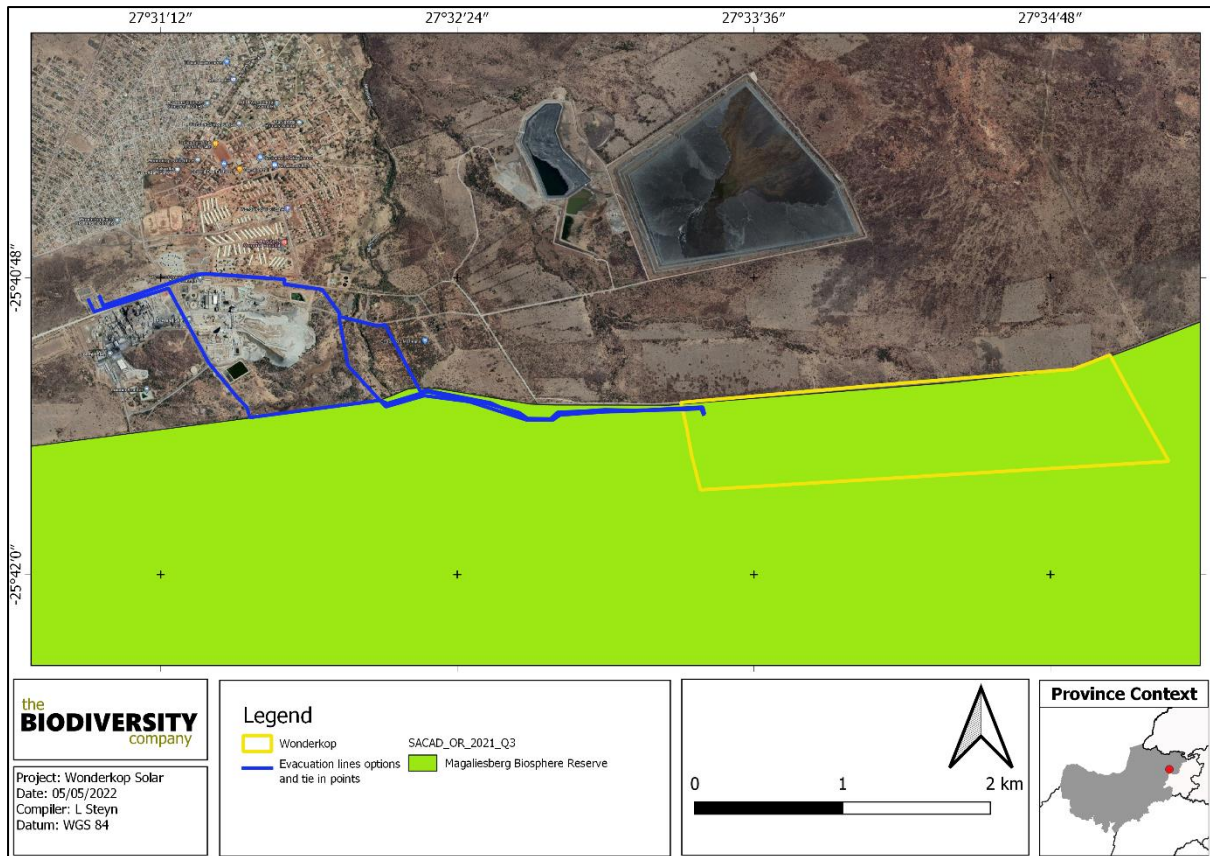 27°31'12" 27°32'24" 27°33'36" 27°34'48"
-25°40'48"
-25°42'0"
the
BIODIVERSITY
company
Project: Wonderkop Solar
Date: 05/05/2022
Compiler: L Steyn
Datum: WGS 84
Legend
Wonderkop
Evacuation lines options
and tie in points
SACAD_OR_2021_Q3
Magaliesberg Biosphere Reserve
0 1 2 km
Province Context